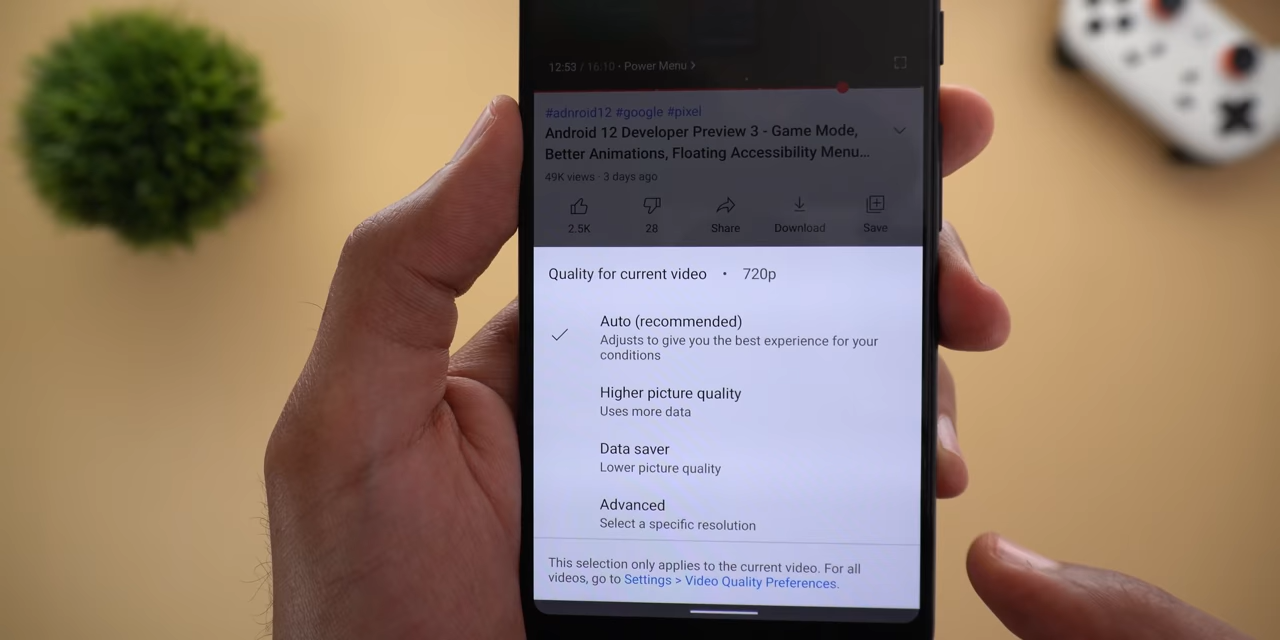 12:53 / 16:10 • Power Menu >
#adnroid12 #google #pixel
Android 12 Developer Preview 3 - Game Mode,
Better Animations, Floating Accessibility Menu...
49K views · 3 days ago
2.5K 28 Share Download Save
Quality for current video • 720p
Auto (recommended)
Adjusts to give you the best experience for your
conditions
Higher picture quality
Uses more data
Data saver
Lower picture quality
Advanced
Select a specific resolution
This selection only applies to the current video. For all
videos, go to Settings > Video Quality Preferences.